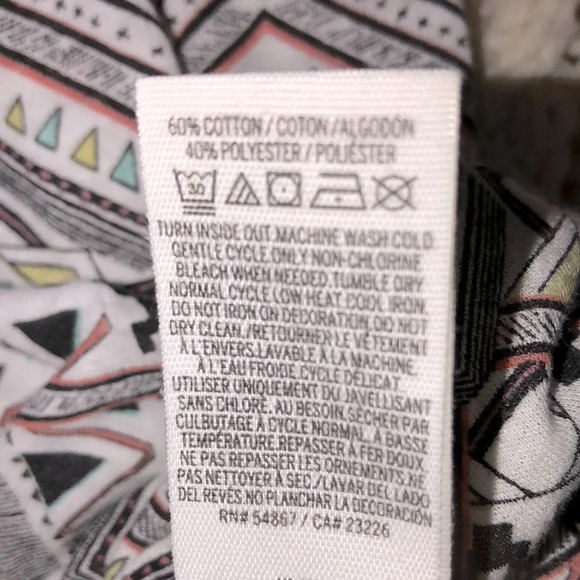 60% COTTON / COTON / ALGODÓN
40% POLYESTER / POLIÉSTER
30
TURN INSIDE OUT. MACHINE WASH COLD
GENTLE CYCLE. ONLY NON-CHLORINE
BLEACH WHEN NEEDED. TUMBLE DRY
NORMAL CYCLE LOW HEAT. COOL IRON.
DO NOT IRON ON DECORATION. DO NOT
DRY CLEAN. / RETOURNER LE VÊTEMENT
À L'ENVERS. LAVABLE À LA MACHINE,
À L'EAU FROIDE, CYCLE DÉLICAT.
UTILISER UNIQUEMENT DU JAVELLISANT
SANS CHLORE, AU BESOIN. SÉCHER PAR
CULBUTAGE À CYCLE NORMAL, À BASSE
TEMPÉRATURE. REPASSER À FER DOUX.
NE PAS REPASSER LES ORNEMENTS. NE
PAS NETTOYER À SEC. / LAVAR DEL LADO
DEL REVÉS. NO PLANCHAR LA DECORACIÓN
RN# 54867 / CA# 23226